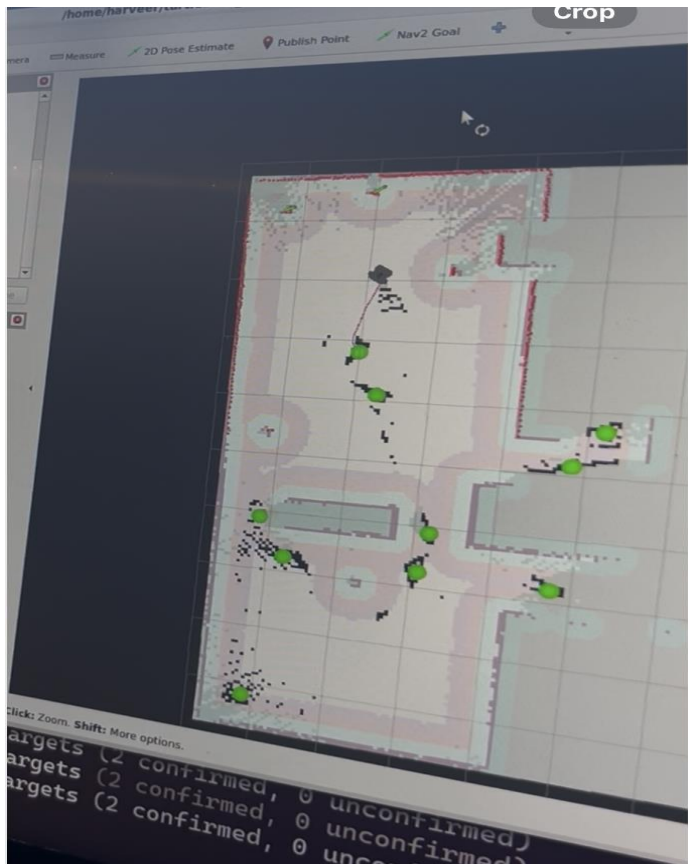 /home/harveer/
Crop
mera Measure 2D Pose Estimate Publish Point Nav2 Goal
Click: Zoom. Shift: More options.
argets (2 confirmed, 0 unconfirmed)
argets (2 confirmed, 0 unconfirmed)
argets (2 confirmed, 0 unconfirmed)